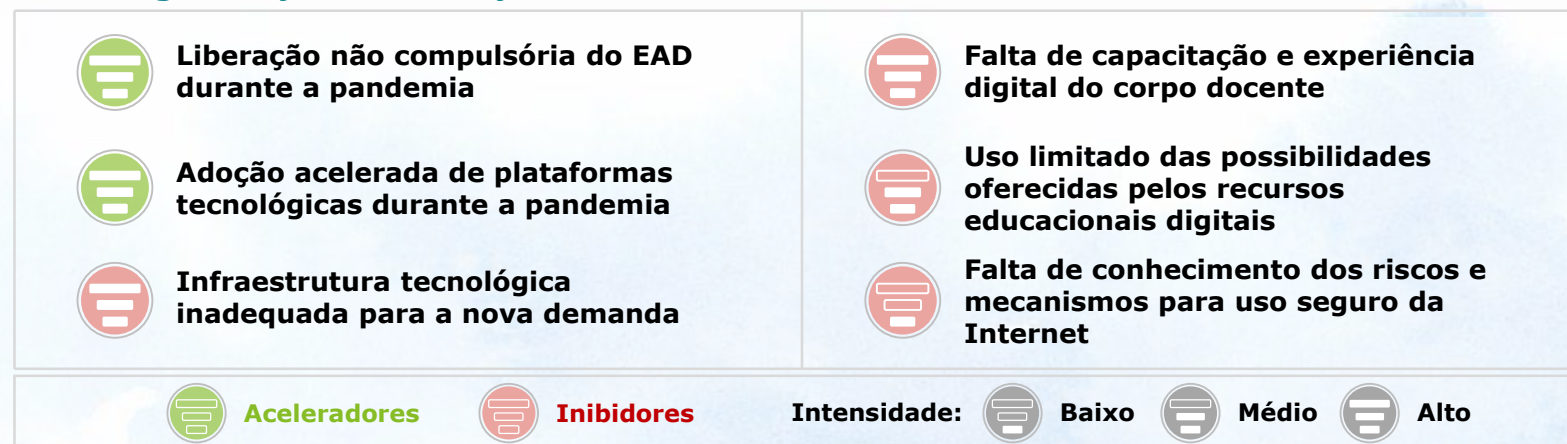 Liberação não compulsória do EAD
durante a pandemia
Adoção acelerada de plataformas
tecnológicas durante a pandemia
Infraestrutura tecnológica
inadequada para a nova demanda
Falta de capacitação e experiência
digital do corpo docente
Uso limitado das possibilidades
oferecidas pelos recursos
educacionais digitais
Falta de conhecimento dos riscos e
mecanismos para uso seguro da
Internet
Aceleradores
Inibidores
Intensidade:
Baixo
Médio
Alto